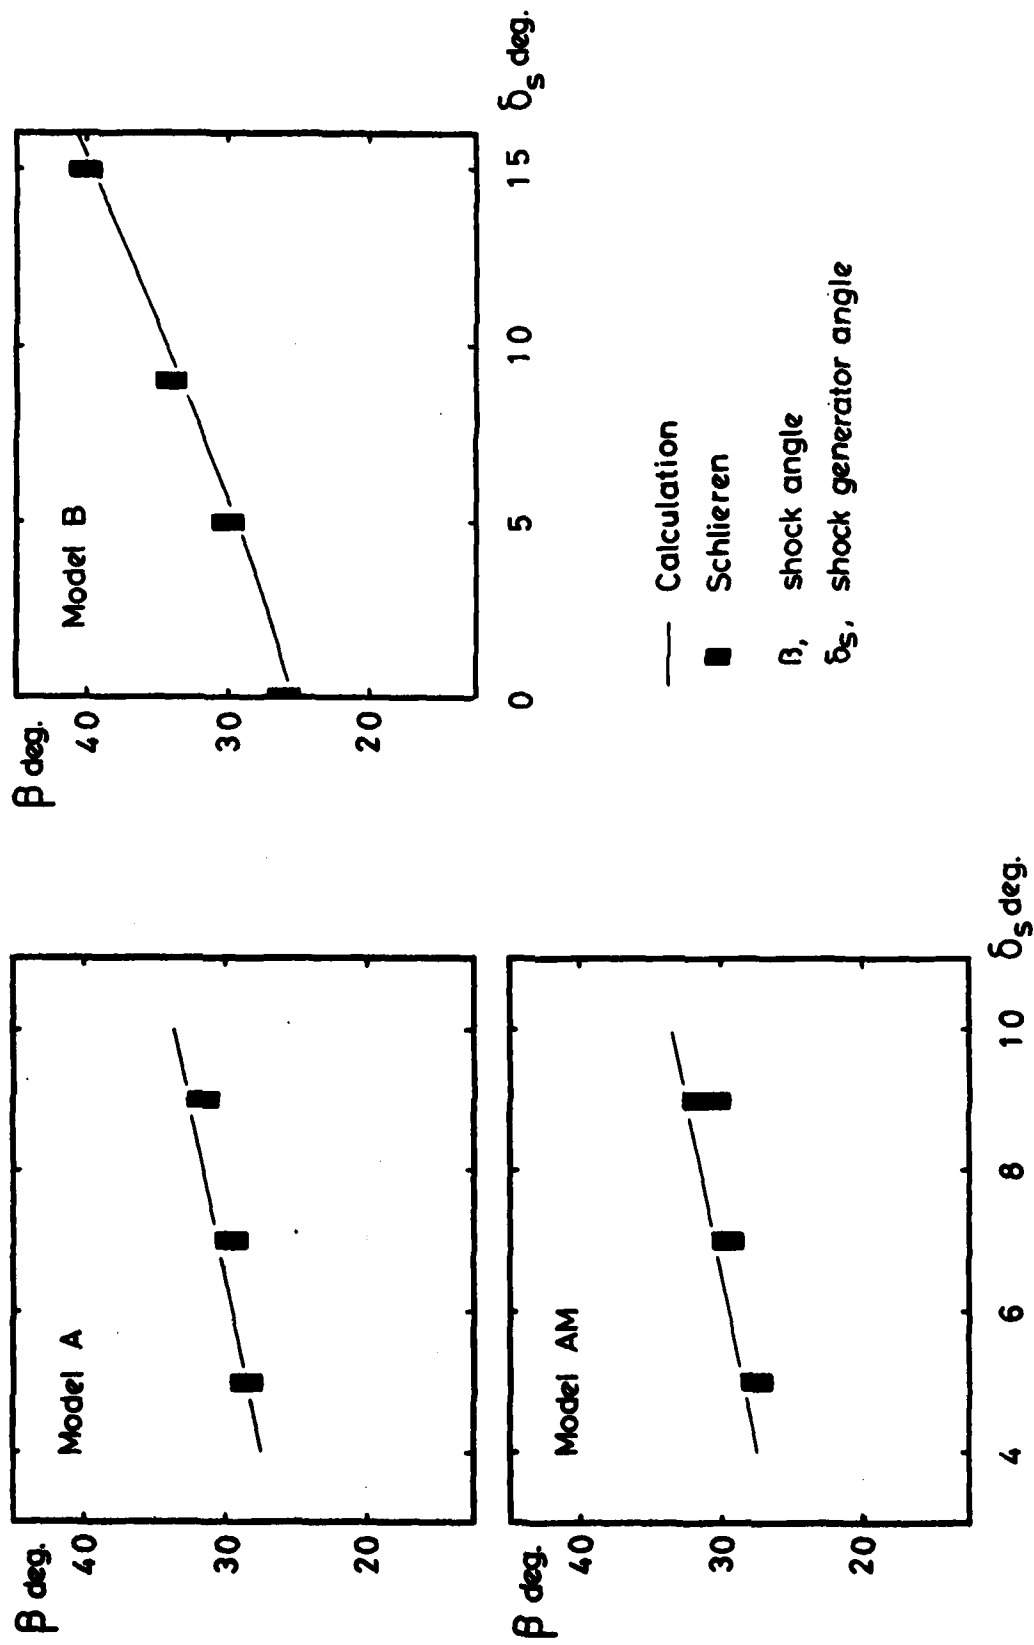 β deg.
40
30
20
Model A
β deg.
40
30
20
Model AM
4 6 8 10 δs deg.
β deg.
40
30
20
Model B
0 5 10 15 δs deg.
Calculation
Schlieren
β, shock angle
δs, shock generator angle